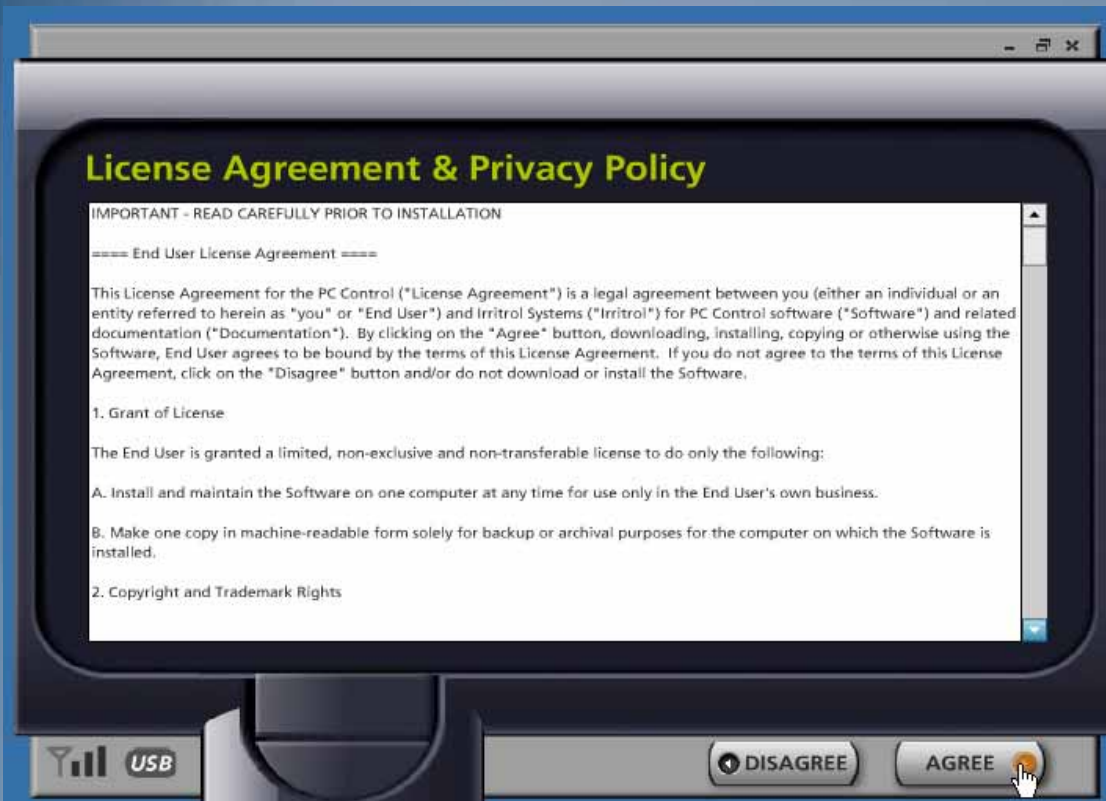 License Agreement & Privacy Policy
IMPORTANT - READ CAREFULLY PRIOR TO INSTALLATION
==== End User License Agreement ====
This License Agreement for the PC Control ("License Agreement") is a legal agreement between you (either an individual or an
entity referred to herein as "you" or "End User") and Irritrol Systems ("Irritrol") for PC Control software ("Software") and related
documentation ("Documentation"). By clicking on the "Agree" button, downloading, installing, copying or otherwise using the
Software, End User agrees to be bound by the terms of this License Agreement. If you do not agree to the terms of this License
Agreement, click on the "Disagree" button and/or do not download or install the Software.
1. Grant of License
The End User is granted a limited, non-exclusive and non-transferable license to do only the following:
A. Install and maintain the Software on one computer at any time for use only in the End User's own business.
B. Make one copy in machine-readable form solely for backup or archival purposes for the computer on which the Software is
installed.
2. Copyright and Trademark Rights
USB
DISAGREE
AGREE